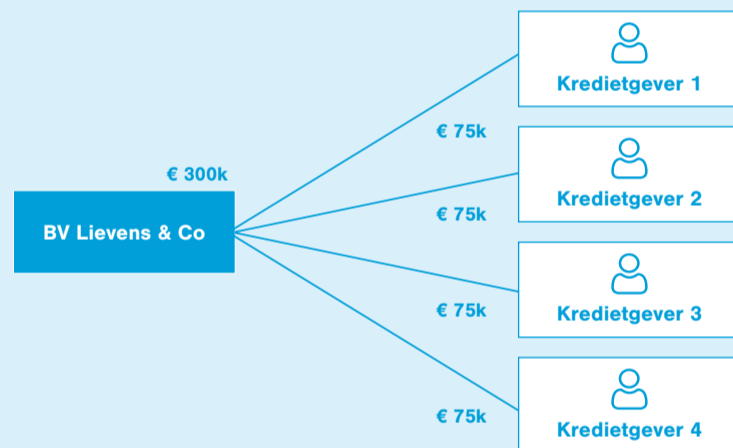 Kredietgever 1
€ 75k
€ 300k
Kredietgever 2
BV Lievens & Co
€ 75k
Kredietgever 3
€ 75k
Kredietgever 4
€ 75k